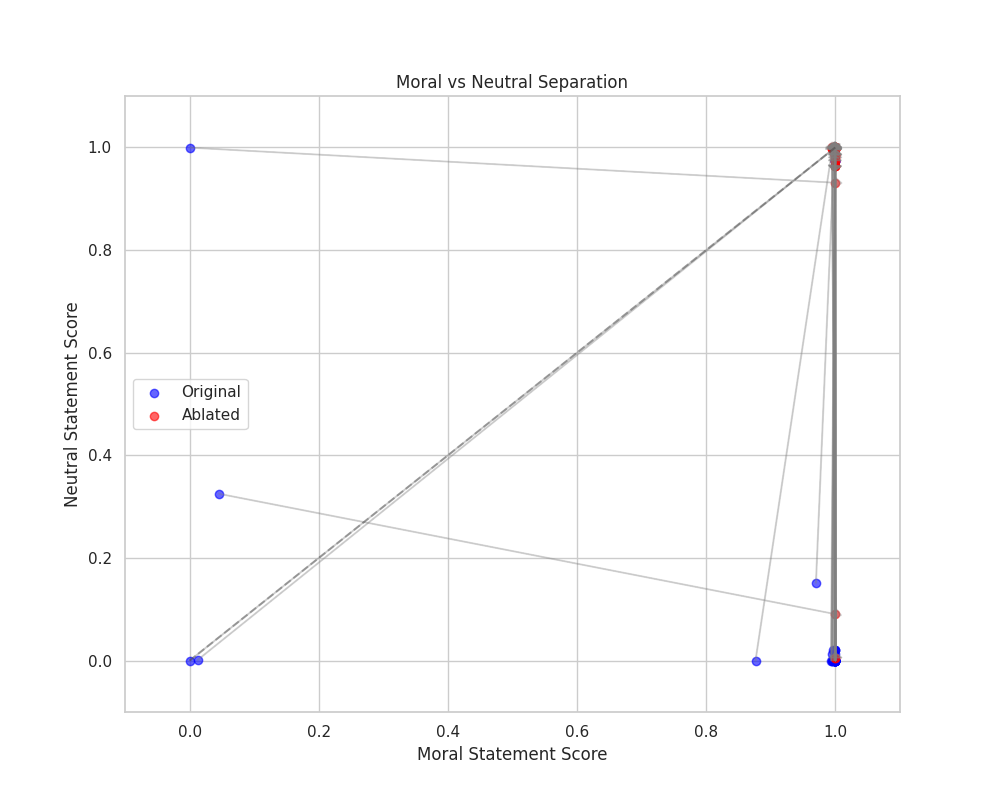 Moral vs Neutral Separation
Neutral Statement Score
1.0
0.8
0.6
0.4
0.2
0.0
Original
Ablated
0.0 0.2 0.4 0.6 0.8 1.0
Moral Statement Score